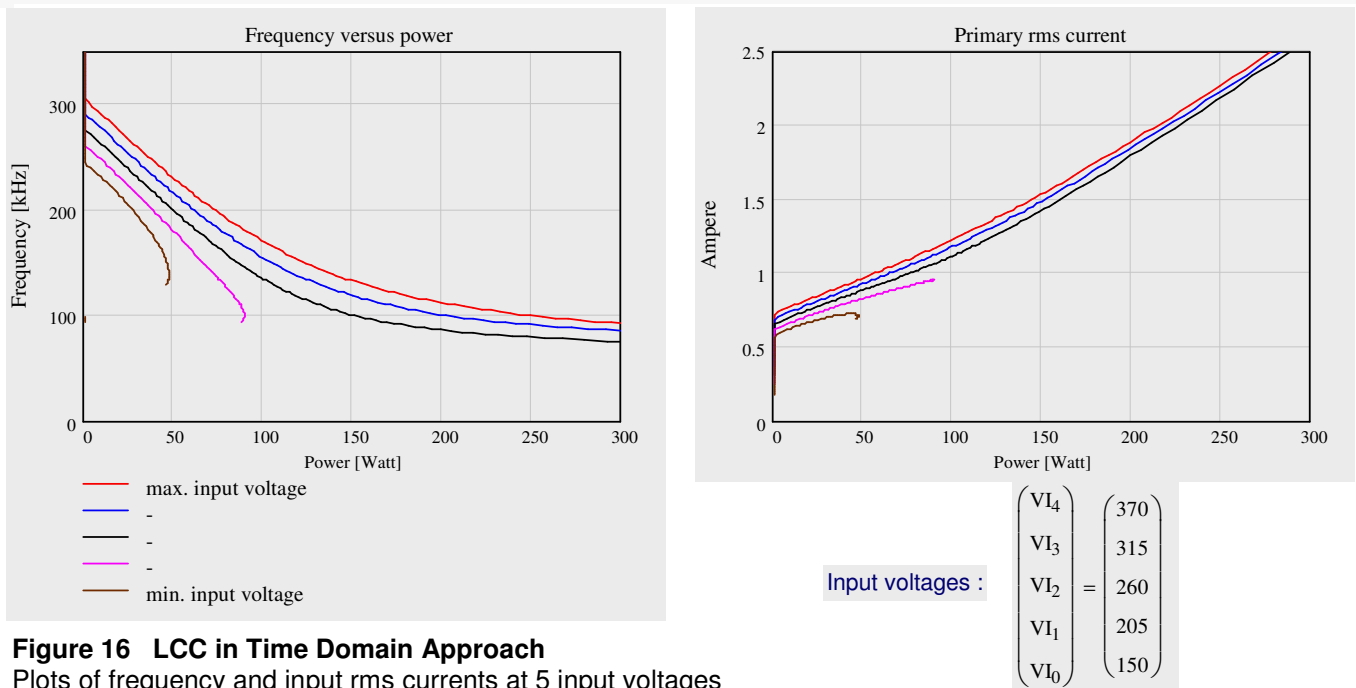 Frequency versus power
300
200
100
0
Frequency [kHz]
0 50 100 150 200 250 300
Power [Watt]
max. input voltage
-
-
-
min. input voltage
Primary rms current
2.5
2
1.5
1
0.5
0
Ampere
0 50 100 150 200 250 300
Power [Watt]
Input voltages :
VI4 370
VI3 315
VI2 = 260
VI1 205
VI0 150
Figure 16 LCC in Time Domain Approach
Plots of frequency and input rms currents at 5 input voltages